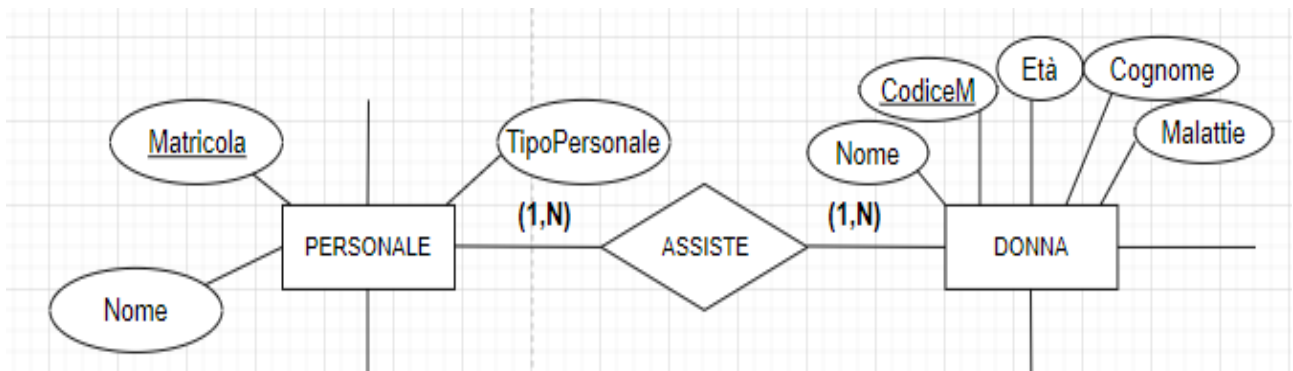 Matricola
TipoPersonale
Nome
PERSONALE
(1,N)
ASSISTE
(1,N)
Nome
CodiceM
Età
Cognome
Malattie
DONNA